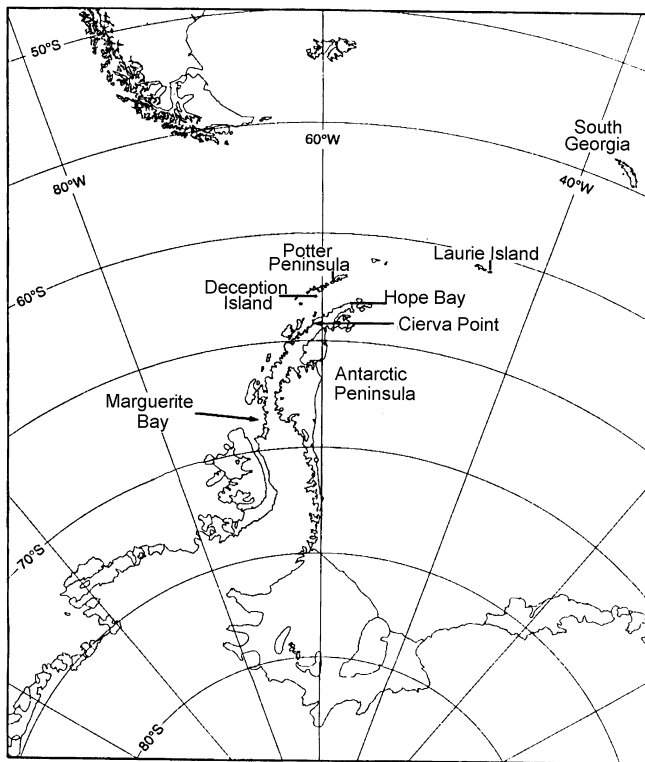 50°S
60°W
South
Georgia
80°W
40°W
Potter
Peninsula
Laurie Island
60°S
Deception
Island
Hope Bay
Cierva Point
Antarctic
Peninsula
Marguerite
Bay
70°S
80°S